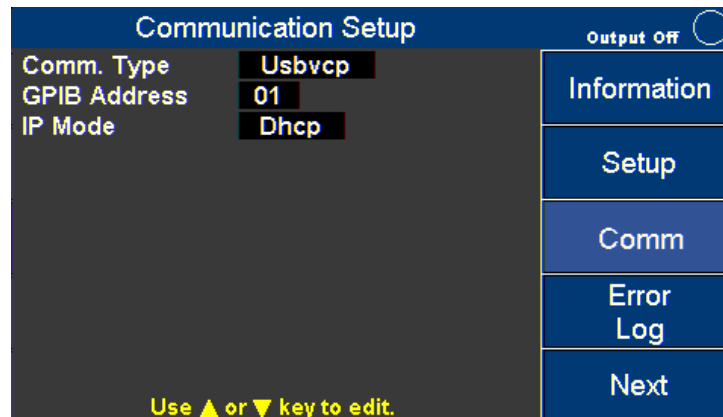 Communication Setup
Output Off
Comm. Type Usbvcp
GPIB Address 01
IP Mode Dhcp
Information
Setup
Comm
Error
Log
Next
Use ▲ or ▼ key to edit.